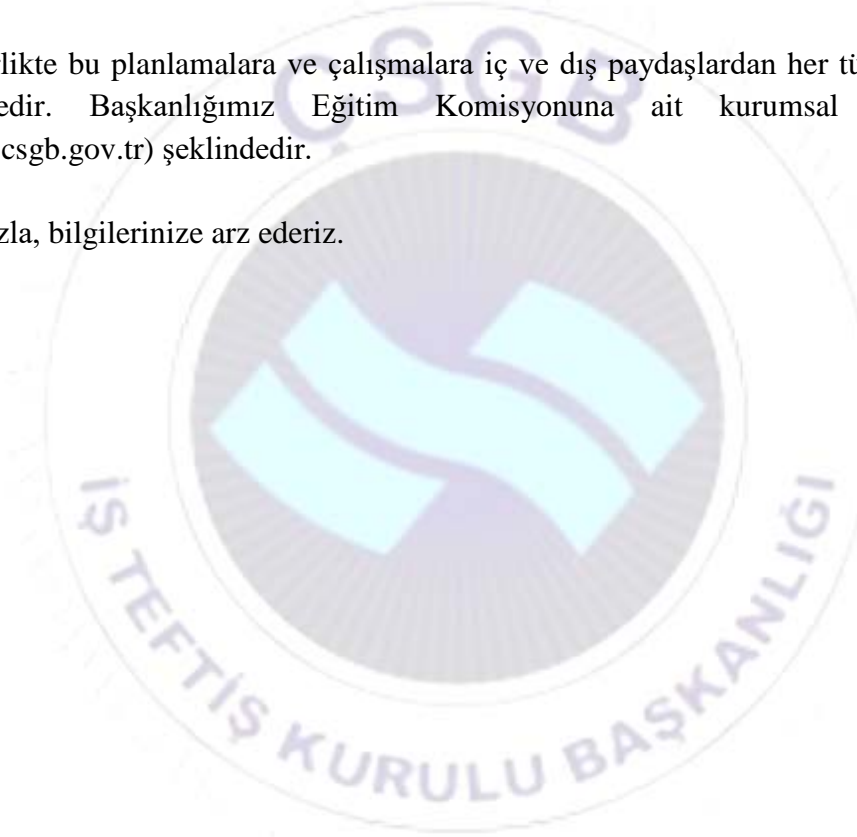 rlikte bu planlamalara ve çalışmalara iç ve dış paydaşlardan her tü
edir. Başkanlığımız Eğitim Komisyonuna ait kurumsal
csgb.gov.tr) şeklindedir.
zla, bilgilerinize arz ederiz.
ÇSGB
İŞ TEFTİŞ KURULU BAŞKANLIĞI